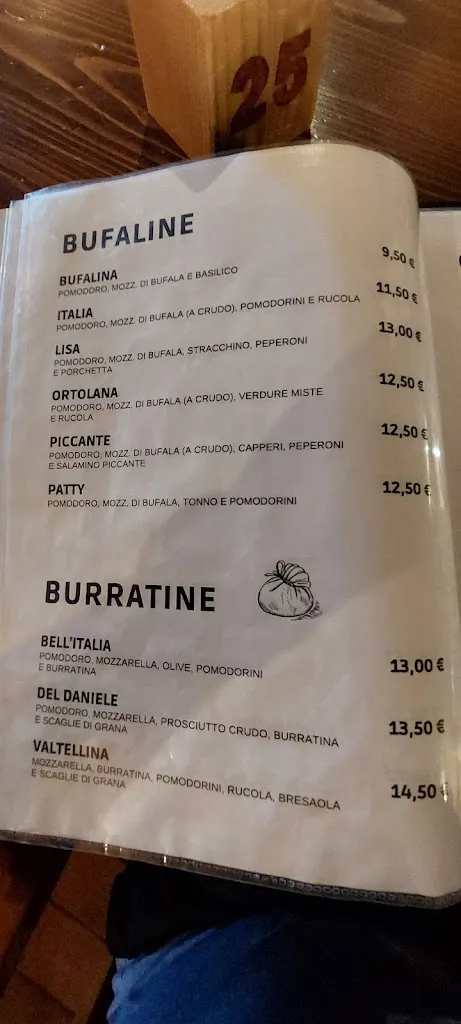 25
BUFALINE
BUFALINA 9,50 €
POMODORO, MOZZ. DI BUFALA E BASILICO
ITALIA 11,50 €
POMODORO, MOZZ. DI BUFALA (A CRUDO), POMODORINI E RUCOLA
LISA 13,00 €
POMODORO, MOZZ. DI BUFALA, STRACCHINO, PEPERONI
E PORCHETTA
ORTOLANA 12,50 €
POMODORO, MOZZ. DI BUFALA (A CRUDO), VERDURE MISTE
E RUCOLA
PICCANTE 12,50 €
POMODORO, MOZZ. DI BUFALA (A CRUDO), CAPPERI, PEPERONI
E SALAMINO PICCANTE
PATTY 12,50 €
POMODORO, MOZZ. DI BUFALA, TONNO E POMODORINI
BURRATINE
BELL'ITALIA 13,00 €
POMODORO, MOZZARELLA, OLIVE, POMODORINI
E BURRATINA
DEL DANIELE 13,50 €
POMODORO, MOZZARELLA, PROSCIUTTO CRUDO, BURRATINA
E SCAGLIE DI GRANA
VALTELLINA 14,50 €
MOZZARELLA, BURRATINA, POMODORINI, RUCOLA, BRESAOLA
E SCAGLIE DI GRANA